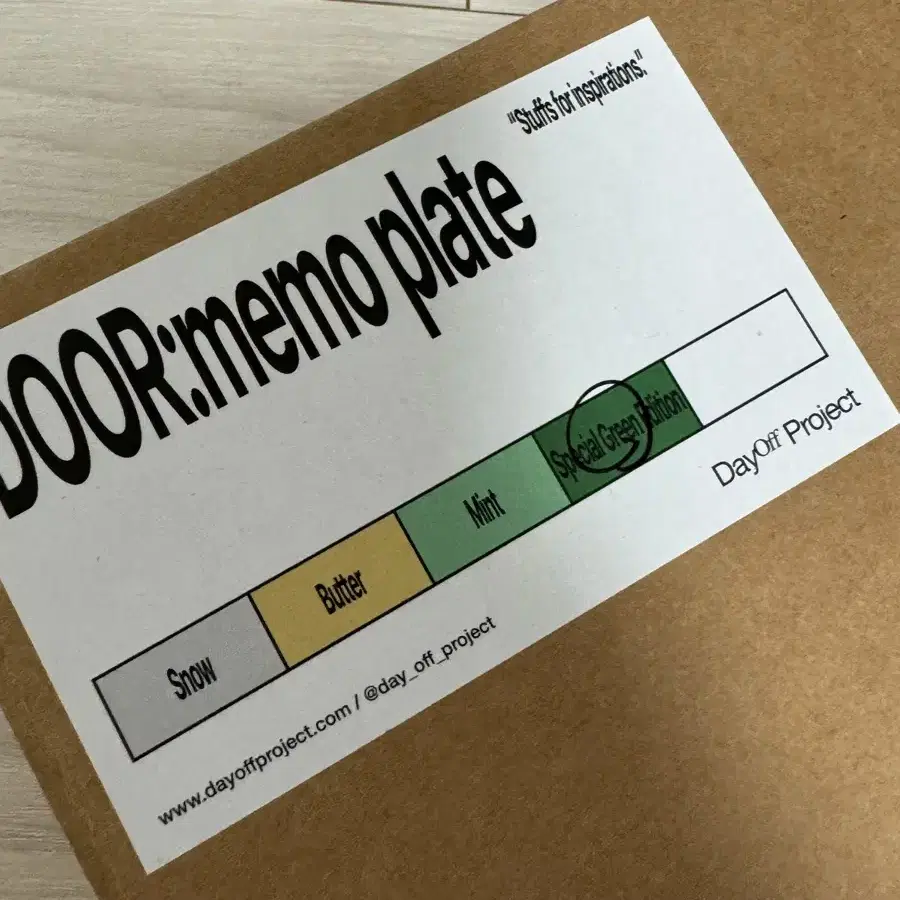 "Stuffs for inspirations."
DOOR:memo plate
Snow
Butter
Mint
Special Green Edition
DayOff Project
www.dayoffproject.com / @day_off_project